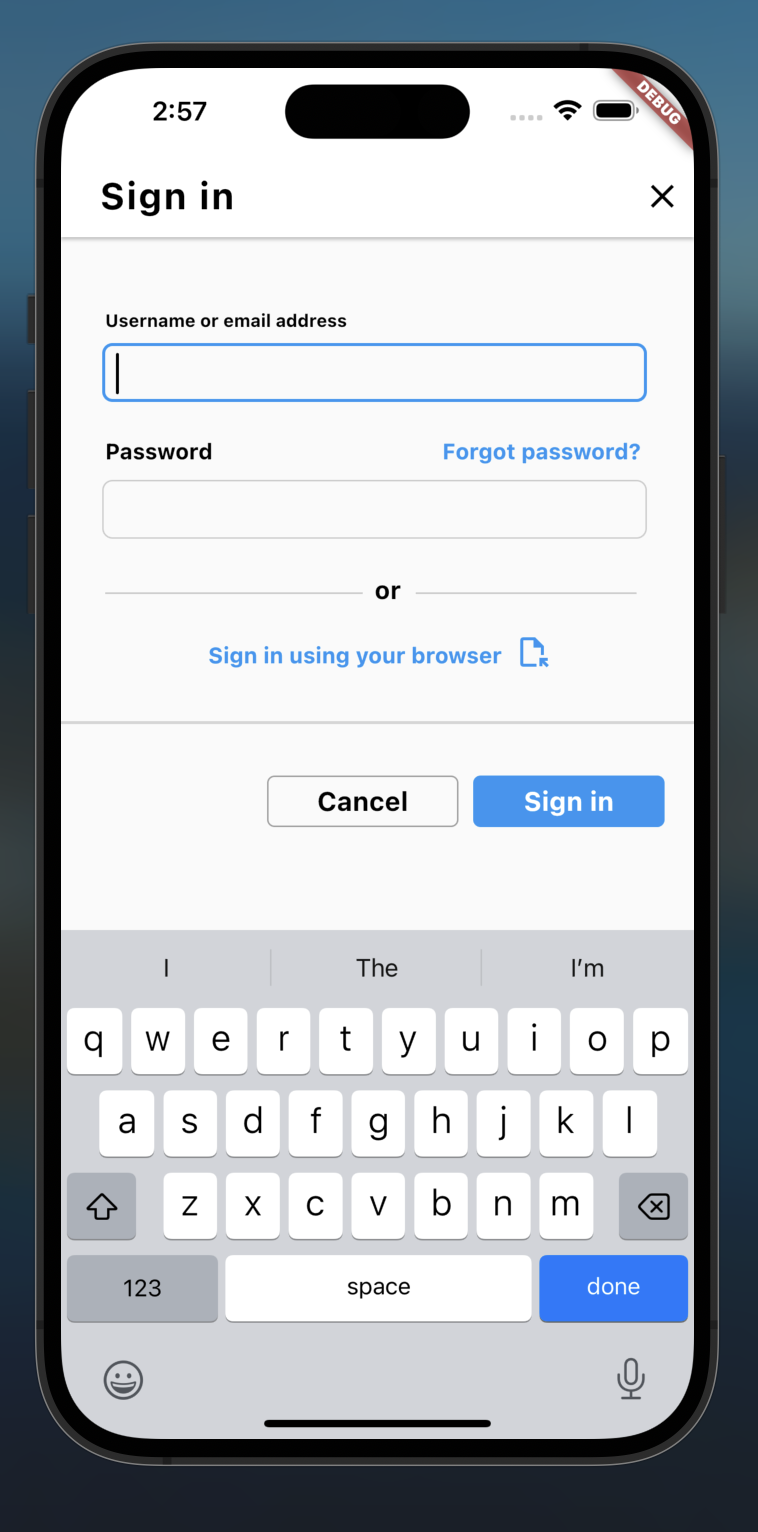 2:57
DEBUG
Sign in
Username or email address
Password Forgot password?
or
Sign in using your browser
Cancel Sign in
I The I’m
q w e r t y u i o p
a s d f g h j k l
z x c v b n m
123 space done